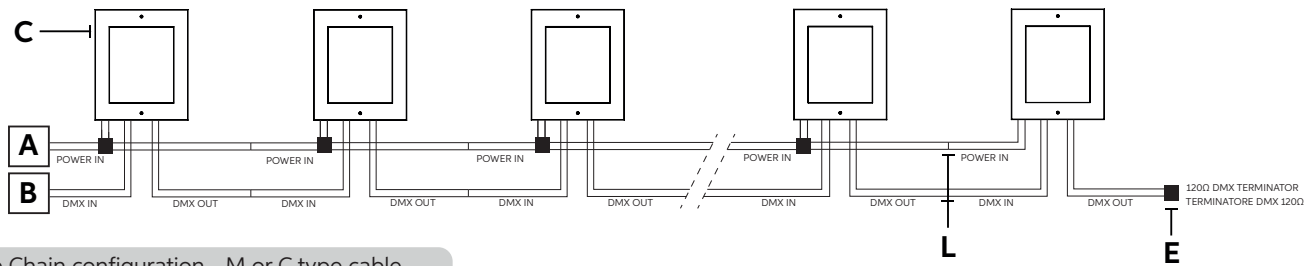 C
A
POWER IN
POWER IN
POWER IN
POWER IN
POWER IN
B
DMX IN
DMX OUT
DMX IN
DMX OUT
DMX IN
DMX OUT
DMX IN
DMX OUT
DMX IN
DMX OUT
120Ω DMX TERMINATOR
TERMINATORE DMX 120Ω
L
E
Chain configuration - M or C type cable